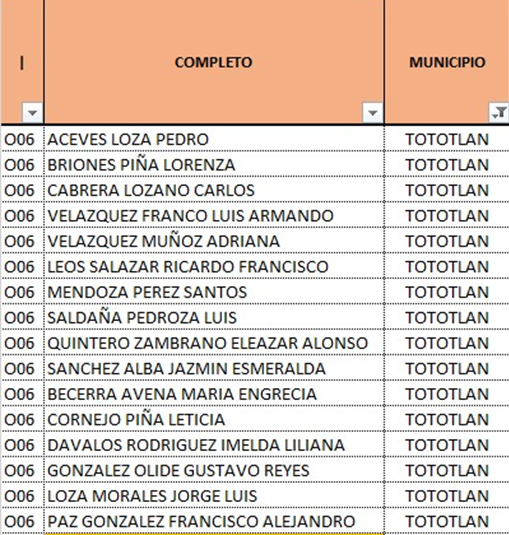 | COMPLETO MUNICIPIO
O06 ACEVES LOZA PEDRO TOTOTLAN
O06 BRIONES PIÑA LORENZA TOTOTLAN
O06 CABRERA LOZANO CARLOS TOTOTLAN
O06 VELAZQUEZ FRANCO LUIS ARMANDO TOTOTLAN
O06 VELAZQUEZ MUÑOZ ADRIANA TOTOTLAN
O06 LEOS SALAZAR RICARDO FRANCISCO TOTOTLAN
O06 MENDOZA PEREZ SANTOS TOTOTLAN
O06 SALDAÑA PEDROZA LUIS TOTOTLAN
O06 QUINTERO ZAMBRANO ELEAZAR ALONSO TOTOTLAN
O06 SANCHEZ ALBA JAZMIN ESMERALDA TOTOTLAN
O06 BECERRA AVENA MARIA ENGRECIA TOTOTLAN
O06 CORNEJO PIÑA LETICIA TOTOTLAN
O06 DAVALOS RODRIGUEZ IMELDA LILIANA TOTOTLAN
O06 GONZALEZ OLIDE GUSTAVO REYES TOTOTLAN
O06 LOZA MORALES JORGE LUIS TOTOTLAN
O06 PAZ GONZALEZ FRANCISCO ALEJANDRO TOTOTLAN